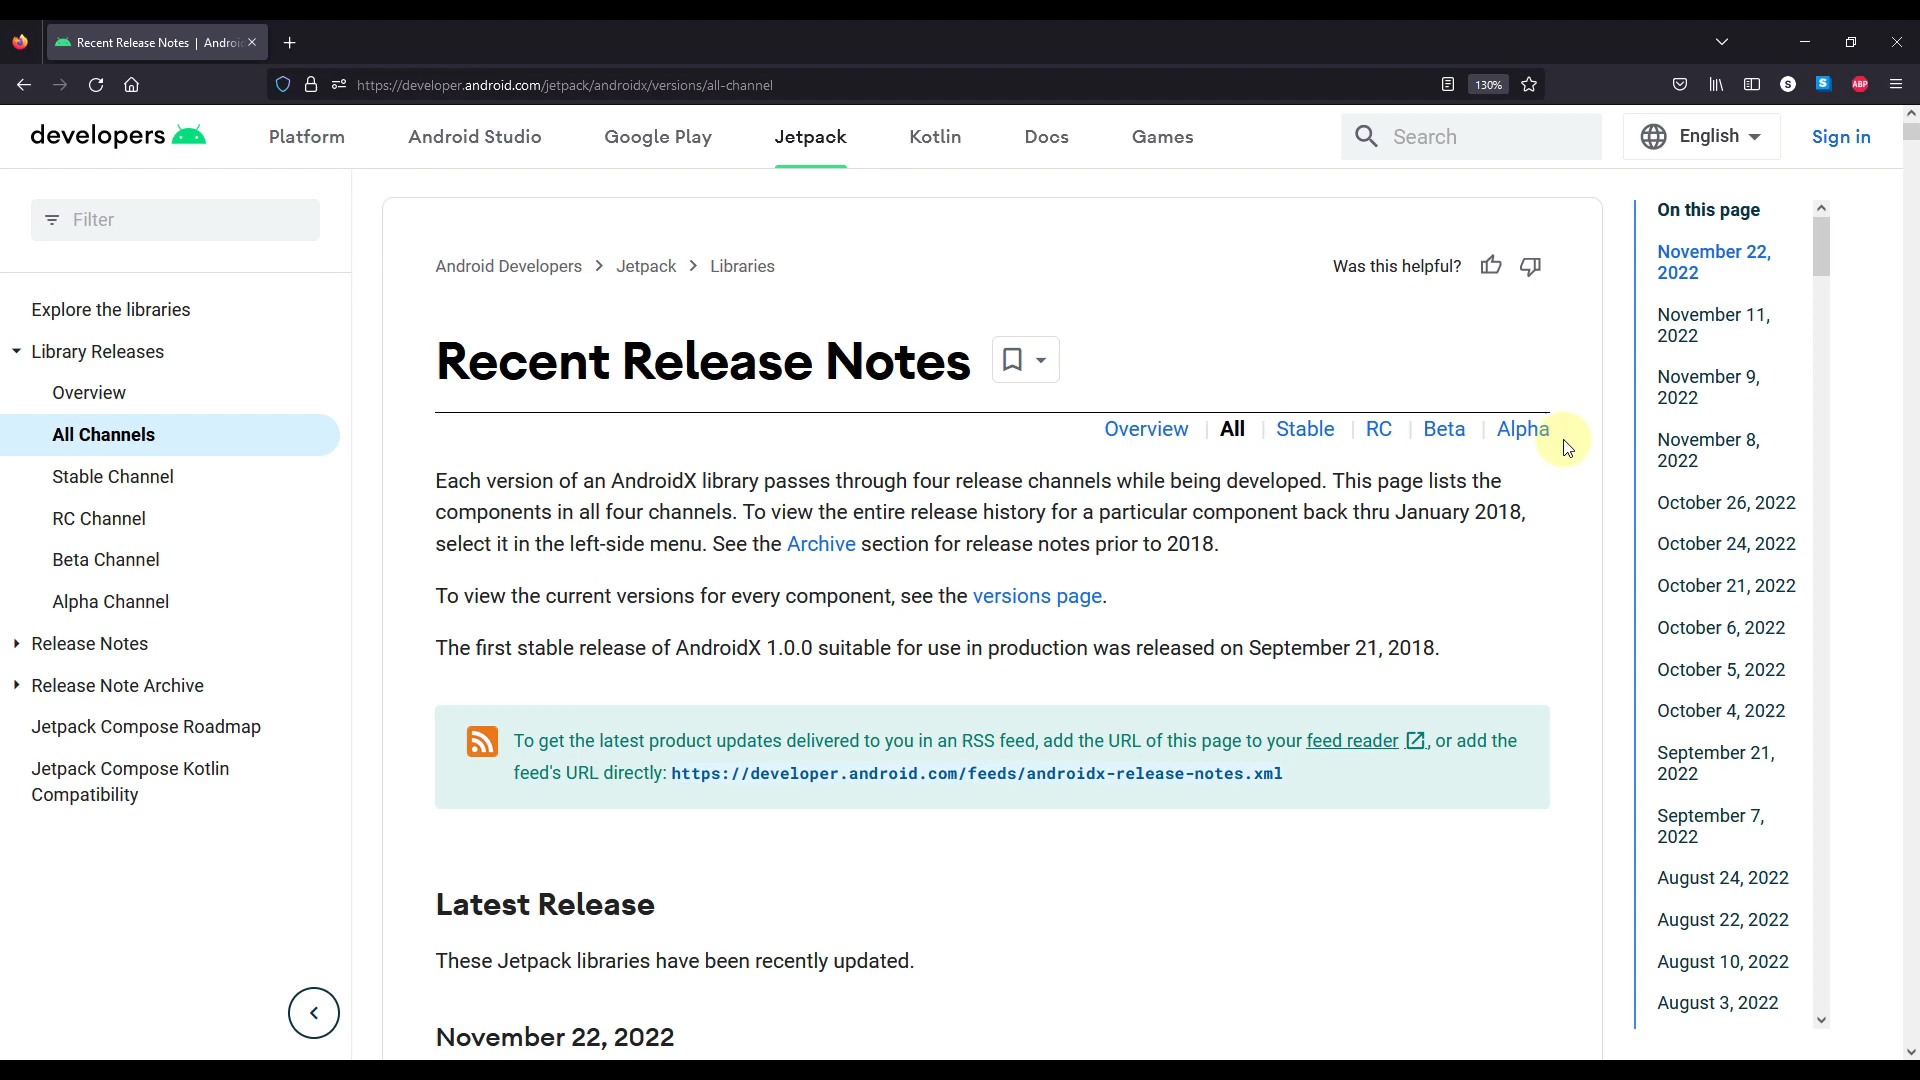 Recent Release Notes | Androi
https://developer.android.com/jetpack/androidx/versions/all-channel
130%
S
S
ABP
developers
Platform
Android Studio
Google Play
Jetpack
Kotlin
Docs
Games
Search
English
Sign in
Filter
Explore the libraries
Library Releases
Overview
All Channels
Stable Channel
RC Channel
Beta Channel
Alpha Channel
Release Notes
Release Note Archive
Jetpack Compose Roadmap
Jetpack Compose Kotlin
Compatibility
Android Developers > Jetpack > Libraries
Was this helpful?
Recent Release Notes
Overview | All | Stable | RC | Beta | Alpha
Each version of an AndroidX library passes through four release channels while being developed. This page lists the
components in all four channels. To view the entire release history for a particular component back thru January 2018,
select it in the left-side menu. See the Archive section for release notes prior to 2018.
To view the current versions for every component, see the versions page.
The first stable release of AndroidX 1.0.0 suitable for use in production was released on September 21, 2018.
To get the latest product updates delivered to you in an RSS feed, add the URL of this page to your feed reader , or add the
feed's URL directly: https://developer.android.com/feeds/androidx-release-notes.xml
Latest Release
These Jetpack libraries have been recently updated.
November 22, 2022
On this page
November 22,
2022
November 11,
2022
November 9,
2022
November 8,
2022
October 26, 2022
October 24, 2022
October 21, 2022
October 6, 2022
October 5, 2022
October 4, 2022
September 21,
2022
September 7,
2022
August 24, 2022
August 22, 2022
August 10, 2022
August 3, 2022